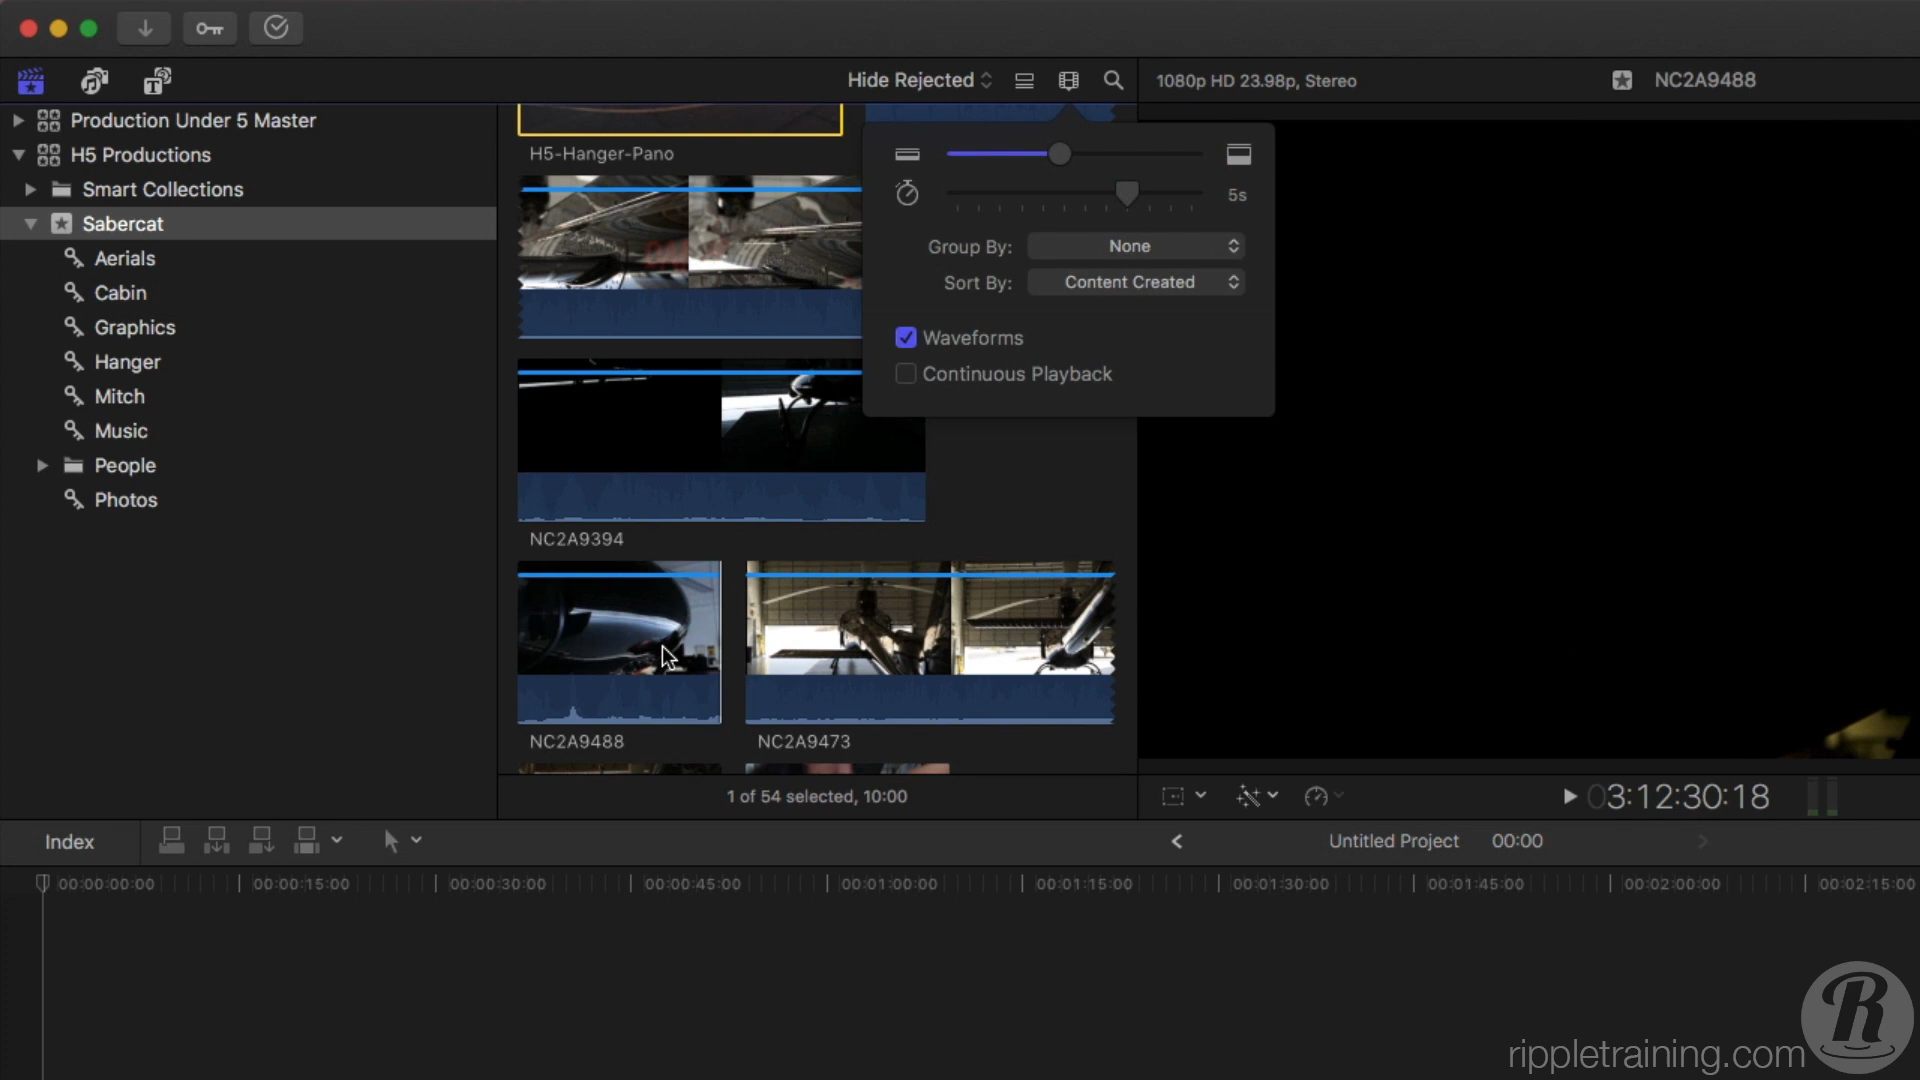 Hide Rejected
1080p HD 23.98p, Stereo
NC2A9488
Production Under 5 Master
H5 Productions
Smart Collections
Sabercat
Aerials
Cabin
Graphics
Hanger
Mitch
Music
People
Photos
H5-Hanger-Pano
5s
Group By: None
Sort By: Content Created
Waveforms
Continuous Playback
NC2A9394
NC2A9488
NC2A9473
1 of 54 selected, 10:00
03:12:30:18
Index
Untitled Project 00:00
00:00:00:00 00:00:15:00 00:00:30:00 00:00:45:00 00:01:00:00 00:01:15:00 00:01:30:00 00:01:45:00 00:02:00:00 00:02:15:00
R
rippletraining.com